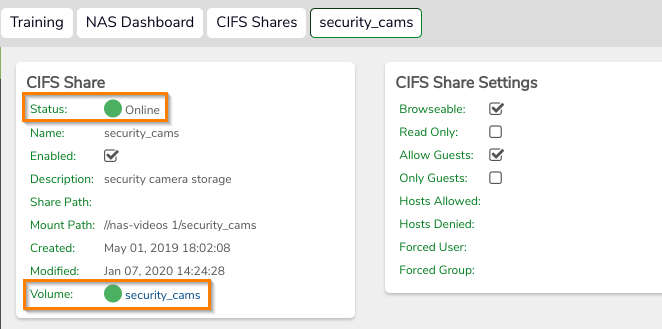 Training NAS Dashboard CIFS Shares security_cams
CIFS Share
Status: Online
Name: security_cams
Enabled:
Description: security camera storage
Share Path:
Mount Path: //nas-videos 1/security_cams
Created: May 01, 2019 18:02:08
Modified: Jan 07, 2020 14:24:28
Volume: security_cams
CIFS Share Settings
Browseable:
Read Only:
Allow Guests:
Only Guests:
Hosts Allowed:
Hosts Denied:
Forced User:
Forced Group: